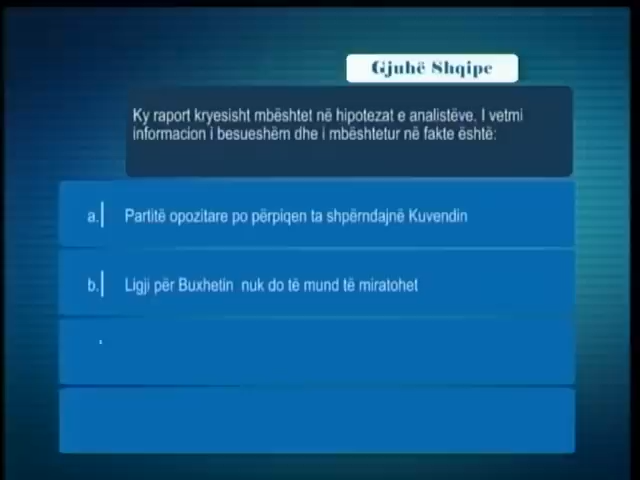 Gjuhë Shqipe
Ky raport kryesisht mbështet në hipotezat e analistëve. I vetmi
informacion i besueshëm dhe i mbështetur në fakte është:
a. Partitë opozitare po përpiqen ta shpërndajnë Kuvendin
b. Ligji për Buxhetin nuk do të mund të miratohet